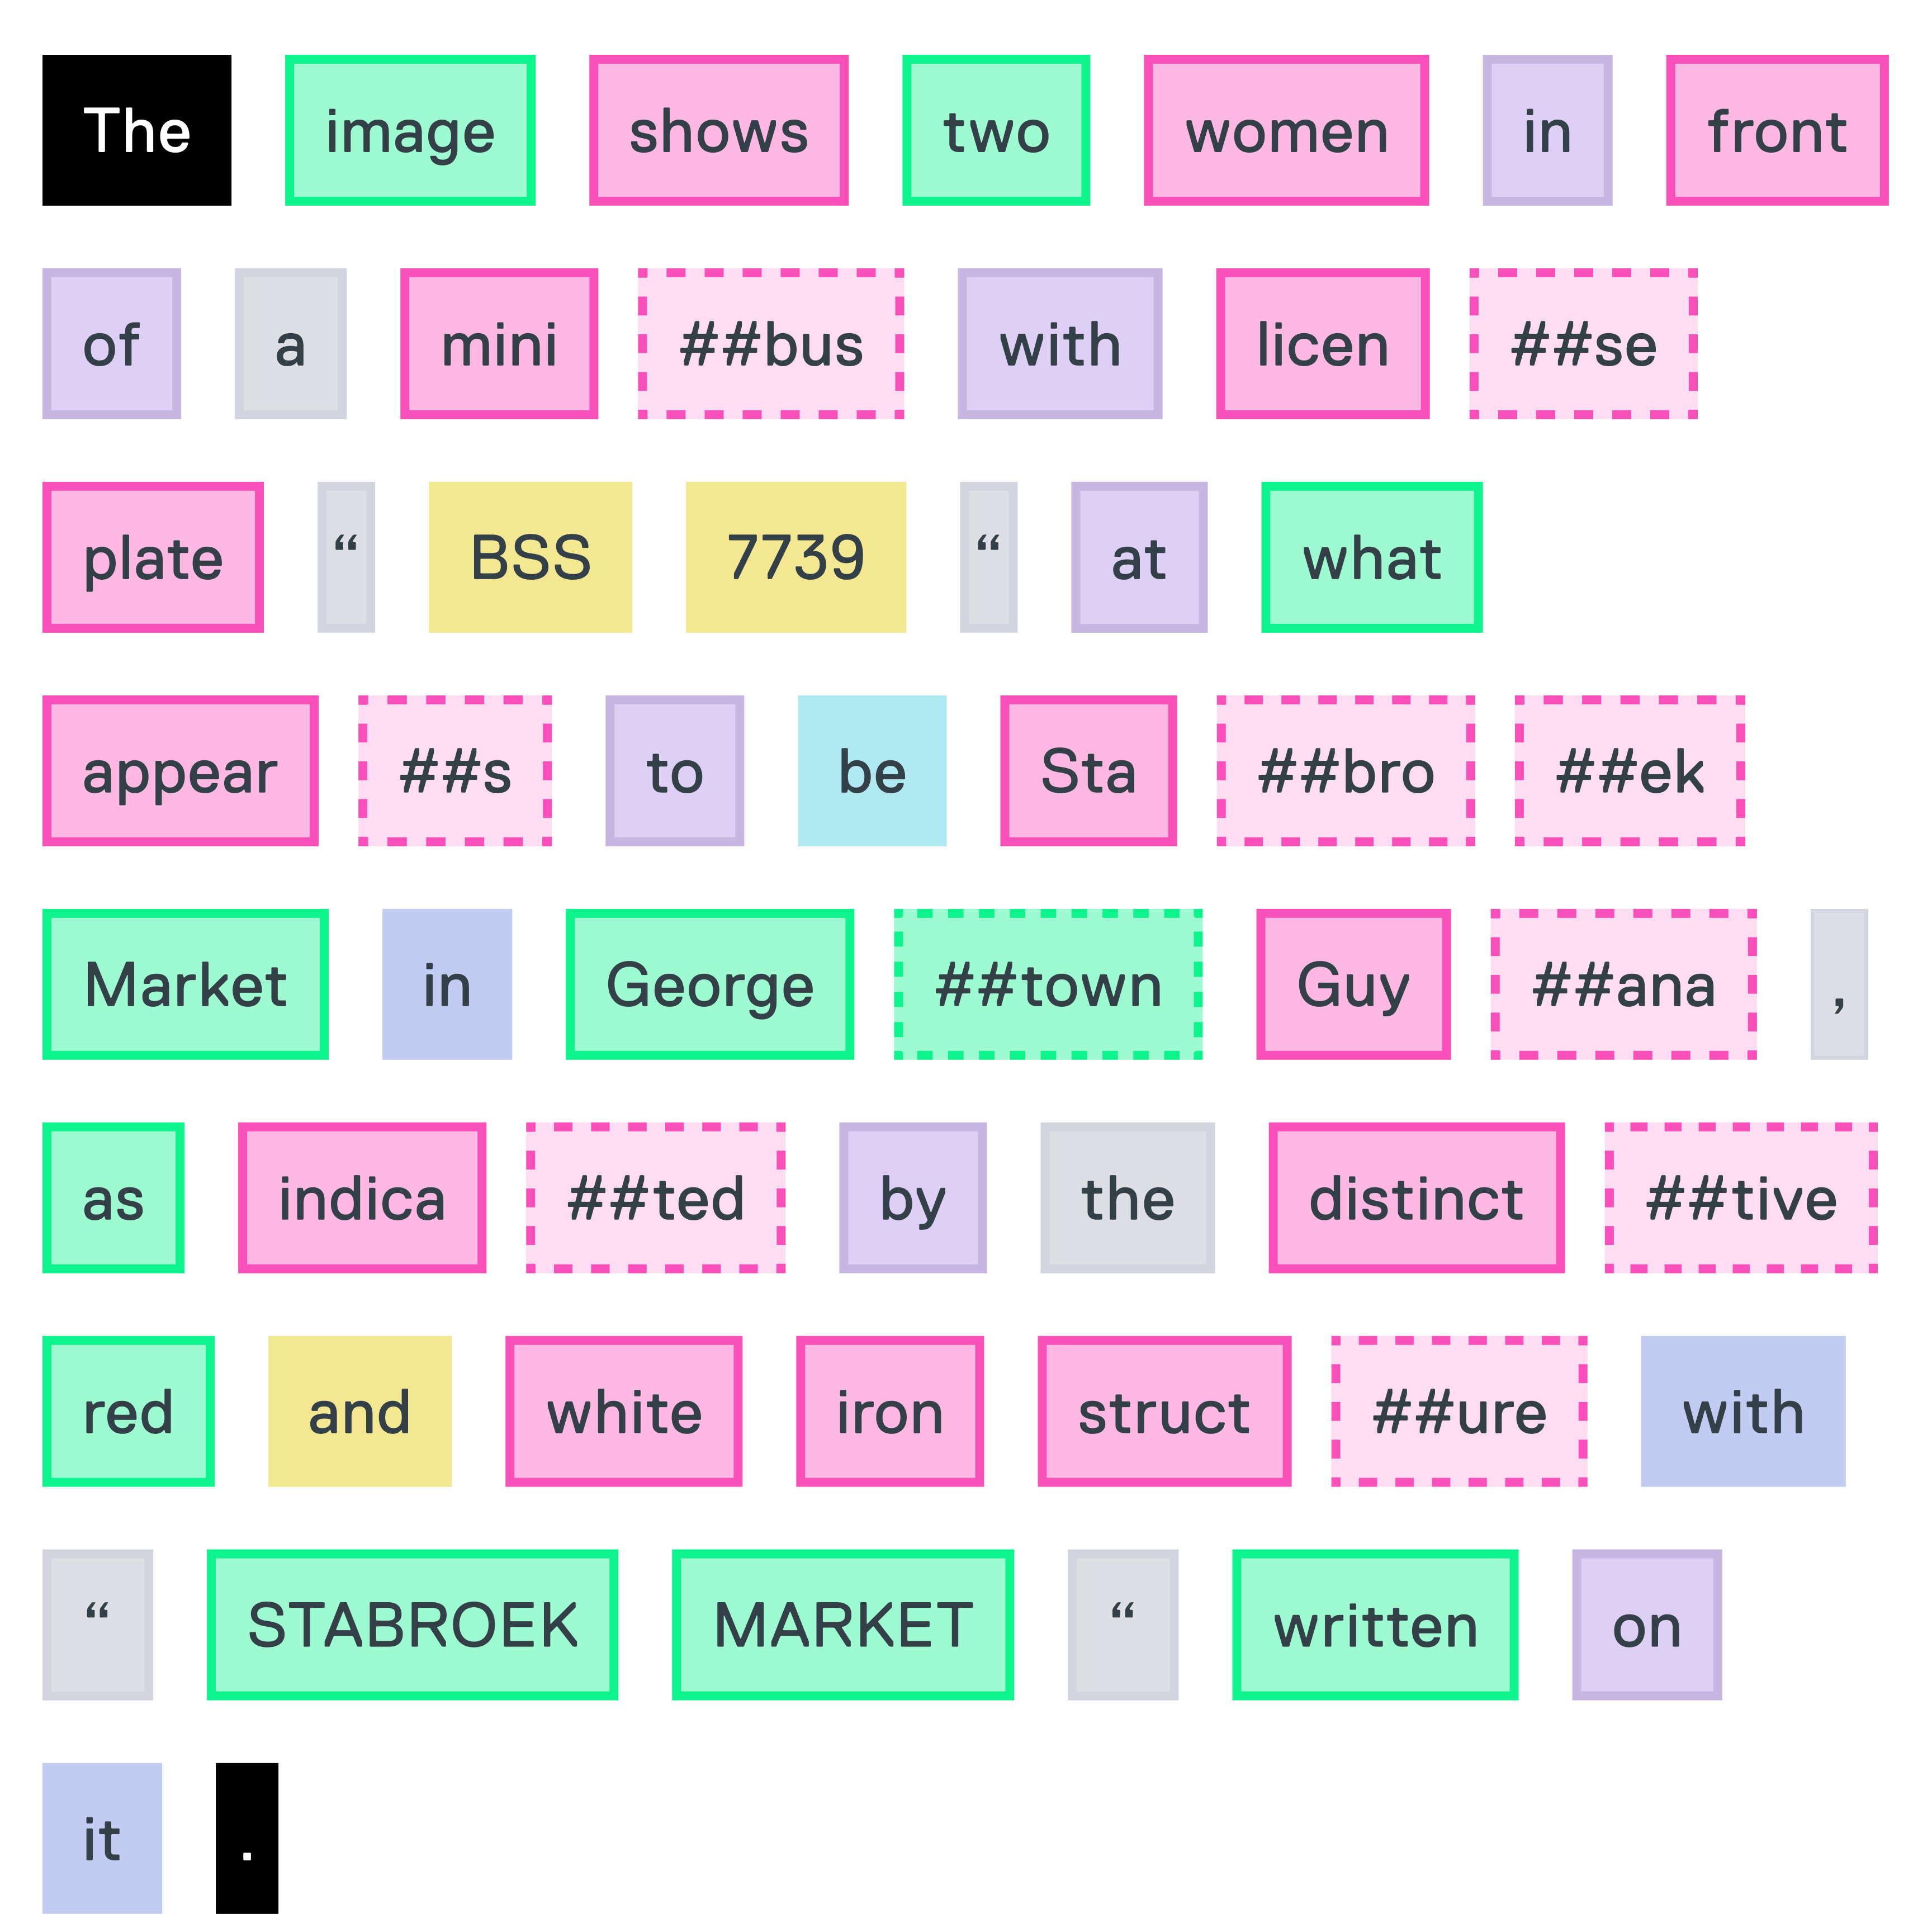 The image shows two women in front
of a mini ##bus with licen ##se
plate “ BSS 7739 “ at what
appear ##s to be Sta ##bro ##ek
Market in George ##town Guy ##ana ,
as indica ##ted by the distinct ##tive
red and white iron struct ##ure with
“ STABROEK MARKET “ written on
it .